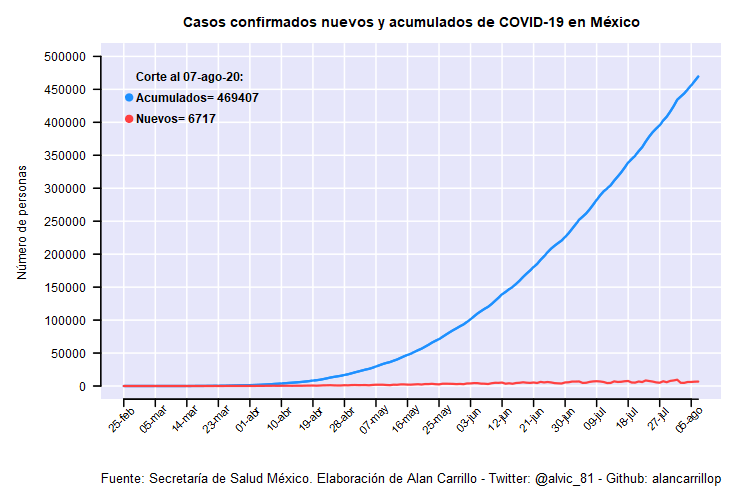 Casos confirmados nuevos y acumulados de COVID-19 en México
Número de personas
500000
450000
400000
350000
300000
250000
200000
150000
100000
50000
0
Corte al 07-ago-20:
Acumulados= 469407
Nuevos= 6717
25-feb
05-mar
14-mar
23-mar
01-abr
10-abr
19-abr
28-abr
07-may
16-may
25-may
03-jun
12-jun
21-jun
30-jun
09-jul
18-jul
27-jul
05-ago
Fuente: Secretaría de Salud México. Elaboración de Alan Carrillo - Twitter: @alvic_81 - Github: alancarrillop